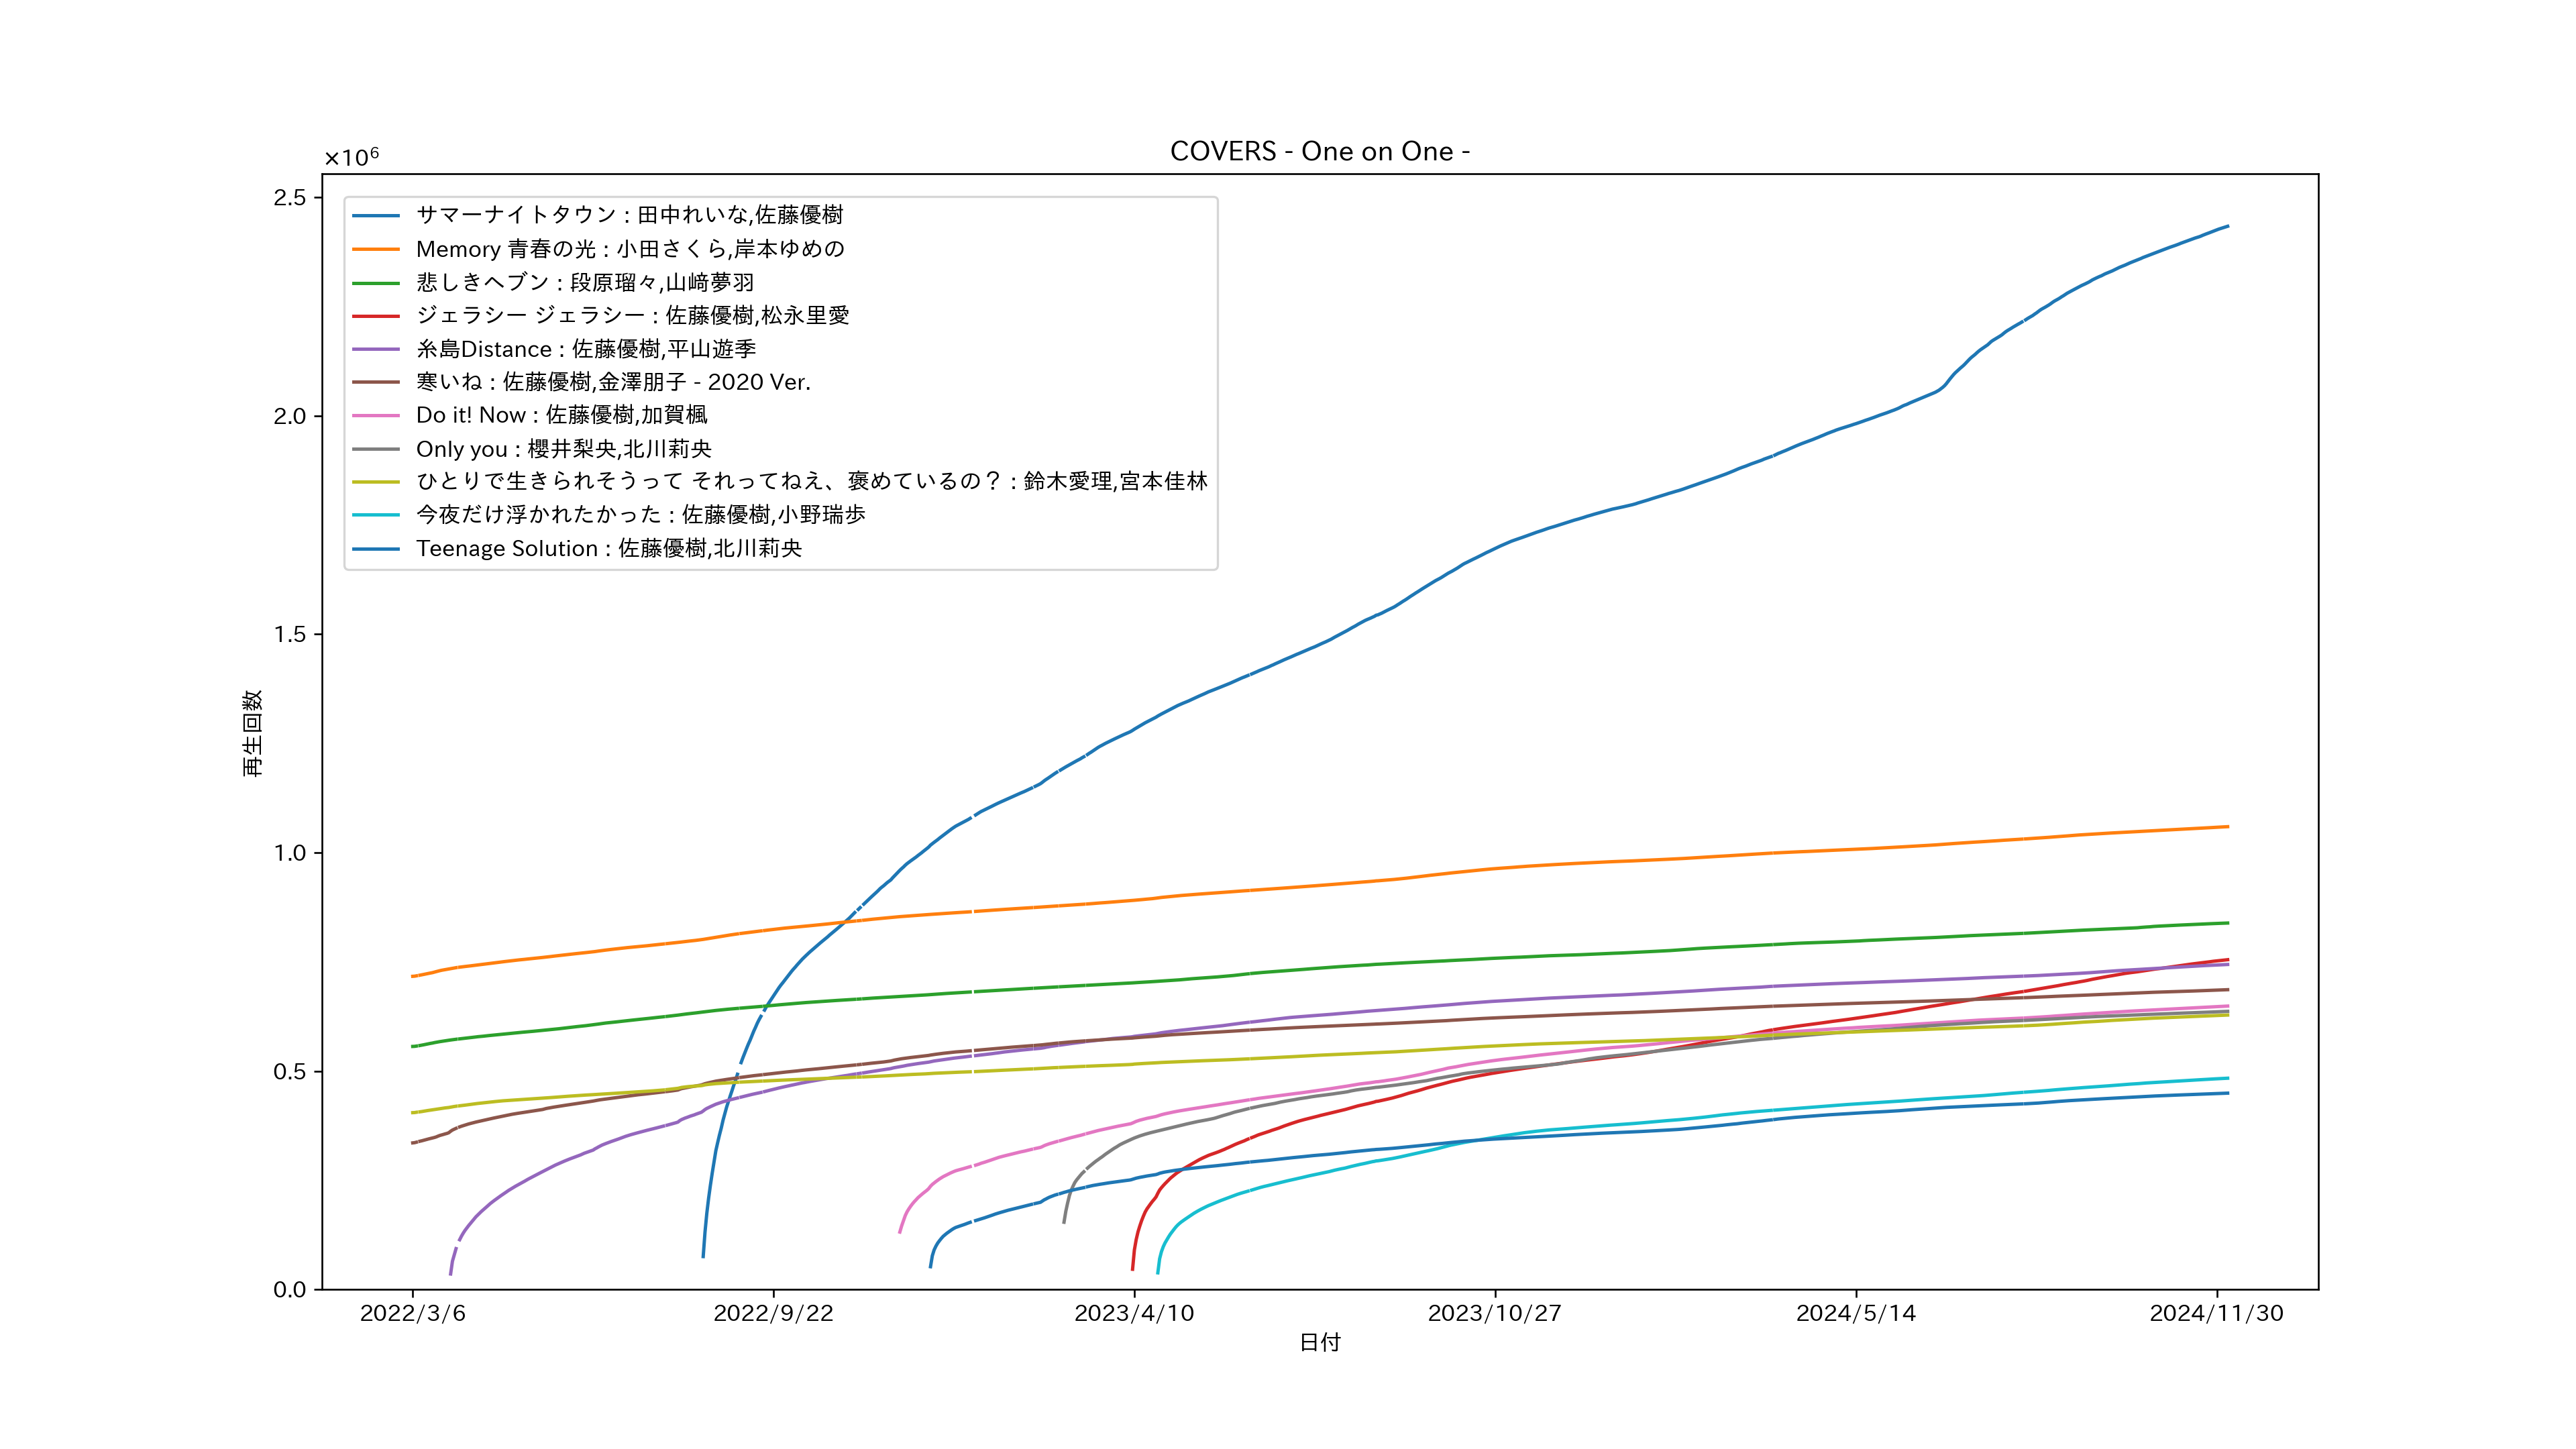 COVERS - One on One -
×10⁶
2.5
2.0
1.5
1.0
0.5
0.0
再生回数
サマーナイトタウン : 田中れいな,佐藤優樹
Memory 青春の光 : 小田さくら,岸本ゆめの
悲しきヘブン : 段原瑠々,山﨑夢羽
ジェラシー ジェラシー : 佐藤優樹,松永里愛
糸島Distance : 佐藤優樹,平山遊季
寒いね : 佐藤優樹,金澤朋子 - 2020 Ver.
Do it! Now : 佐藤優樹,加賀楓
Only you : 櫻井梨央,北川莉央
ひとりで生きられそうって それってねえ、褒めているの？ : 鈴木愛理,宮本佳林
今夜だけ浮かれたかった : 佐藤優樹,小野瑞歩
Teenage Solution : 佐藤優樹,北川莉央
2022/3/6
2022/9/22
2023/4/10
2023/10/27
2024/5/14
2024/11/30
日付